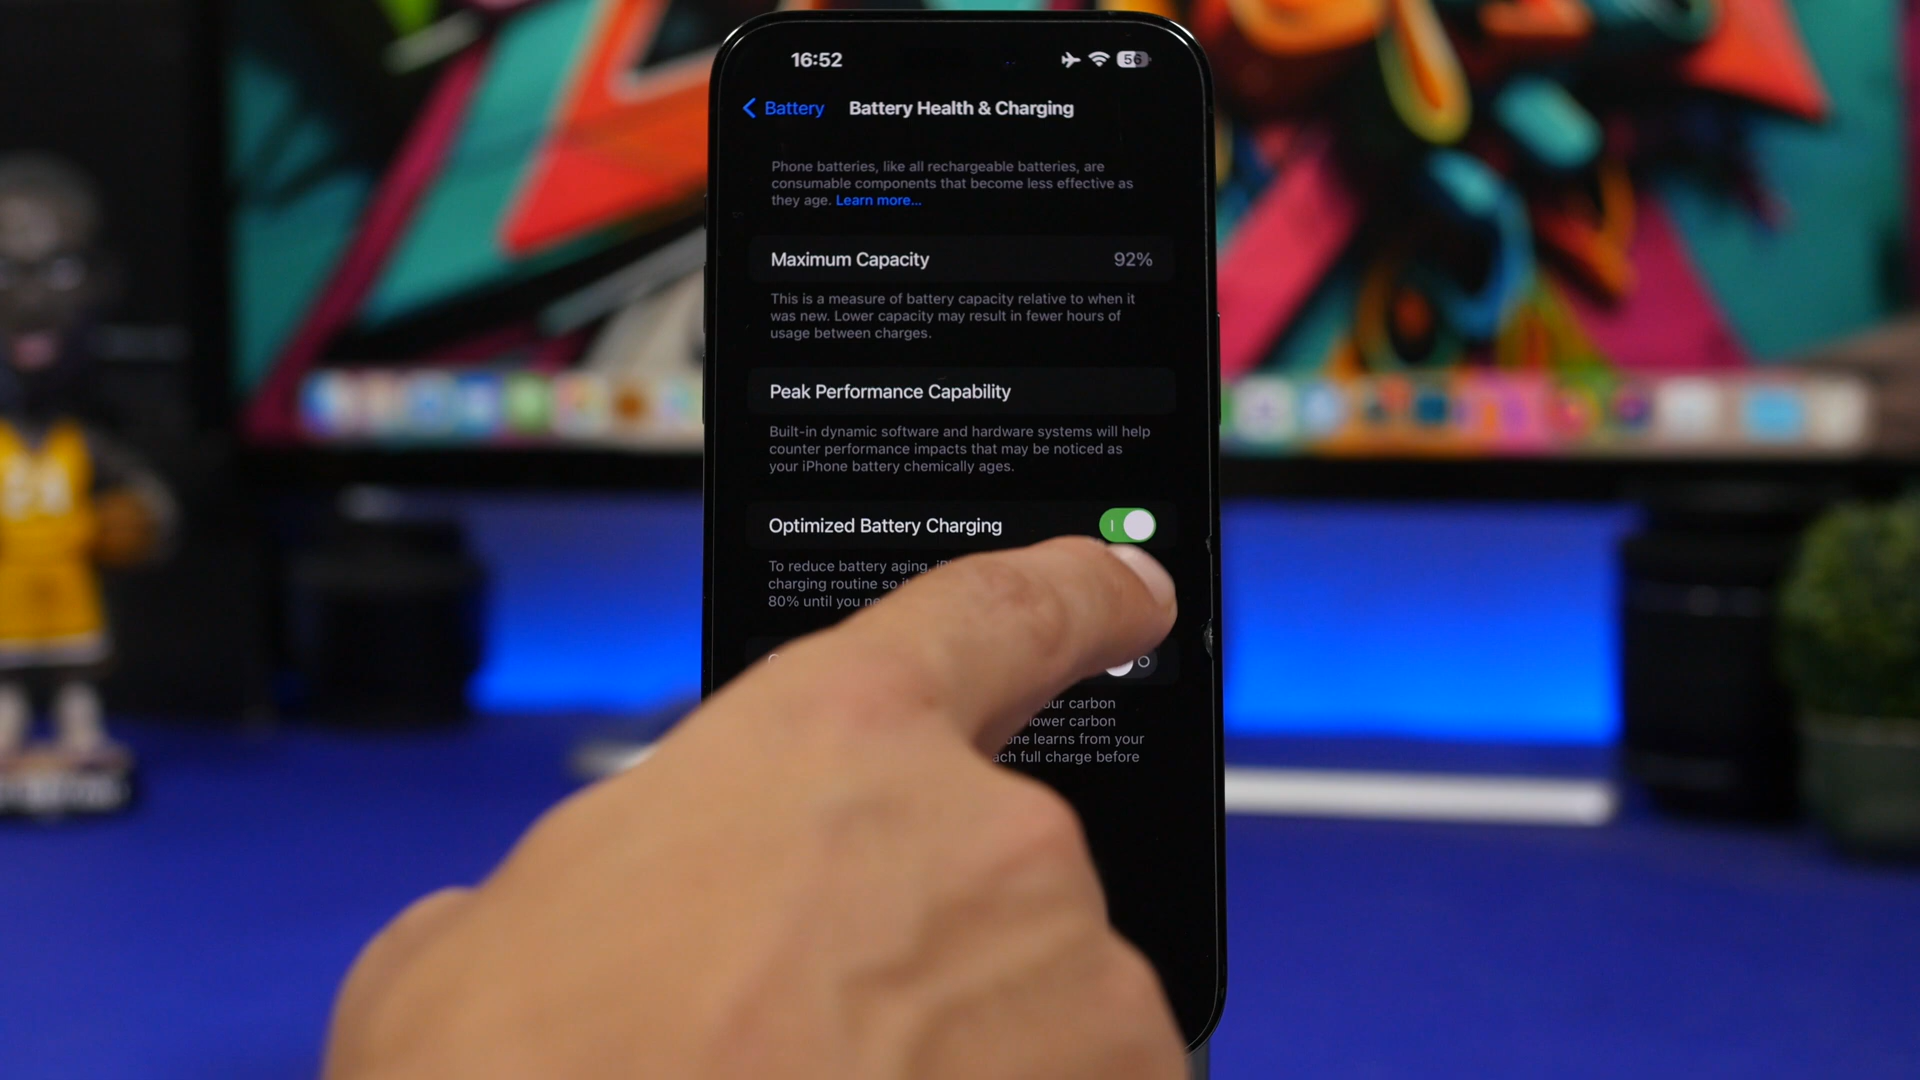 16:52
56
Battery
Battery Health & Charging
Phone batteries, like all rechargeable batteries, are
consumable components that become less effective as
they age. Learn more...
Maximum Capacity 92%
This is a measure of battery capacity relative to when it
was new. Lower capacity may result in fewer hours of
usage between charges.
Peak Performance Capability
Built-in dynamic software and hardware systems will help
counter performance impacts that may be noticed as
your iPhone battery chemically ages.
Optimized Battery Charging
To reduce battery aging,
charging routine so
80% until you
our carbon
lower carbon
learns from your
full charge before
24